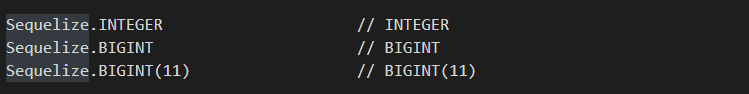 Sequelize.INTEGER // INTEGER
Sequelize.BIGINT // BIGINT
Sequelize.BIGINT(11) // BIGINT(11)